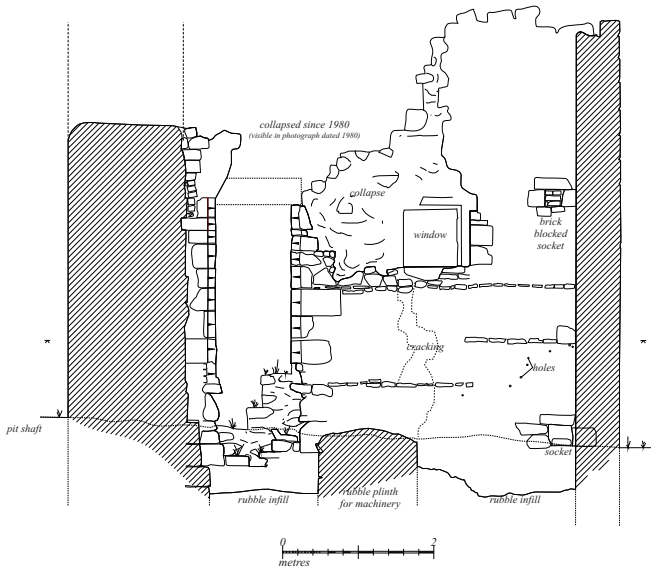 collapsed since 1980
(visible in photograph dated 1980)
collapse
window
brick
blocked
socket
cracking
holes
pit shaft
socket
rubble infill
rubble plinth
for machinery
rubble infill
0 2
metres